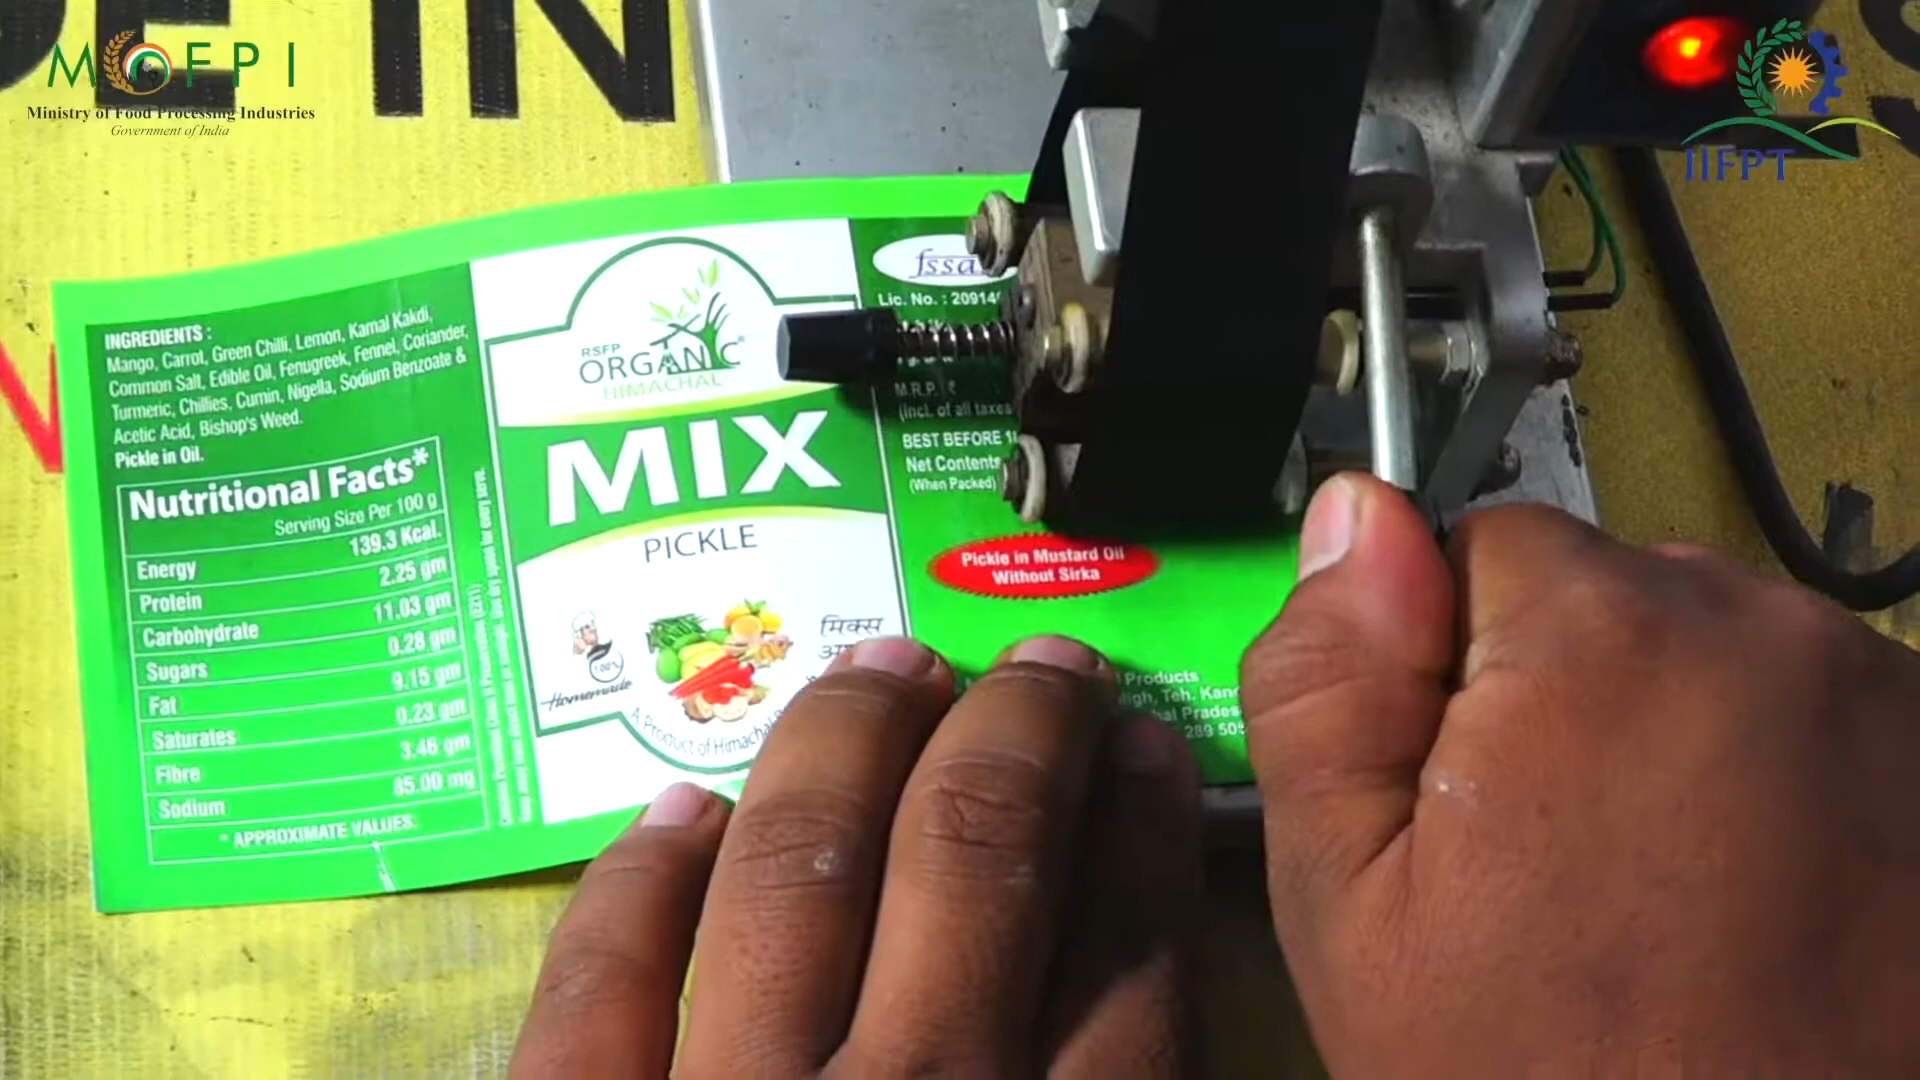 MOFPI
Ministry of Food Processing Industries
Government of India
IIFPT
IN
INGREDIENTS :
Mango, Carrot, Green Chilli, Lemon, Kamal Kakdi,
Common Salt, Edible Oil, Fenugreek, Fennel, Coriander,
Turmeric, Chillies, Cumin, Nigella, Sodium Benzoate &
Acetic Acid, Bishop's Weed.
Pickle in Oil.
Nutritional Facts*
Serving Size Per 100 g
Energy 139.3 Kcal.
Protein 2.25 gm
Carbohydrate 11.03 gm
Sugars 0.28 gm
Fat 9.15 gm
Saturates 0.23 gm
Fibre 3.46 gm
Sodium 85.00 mg
* APPROXIMATE VALUES.
RSFP
ORGANIC®
HIMACHAL
MIX
PICKLE
100%
Homemade
मिक्स
A Product of Himachal
fssa
Lic. No. : 2091
M.R.P. ₹
(Incl. of all taxes
BEST BEFORE
Net Contents
(When Packed)
Pickle in Mustard Oil
Without Sirka
Products
Teh.
289 505